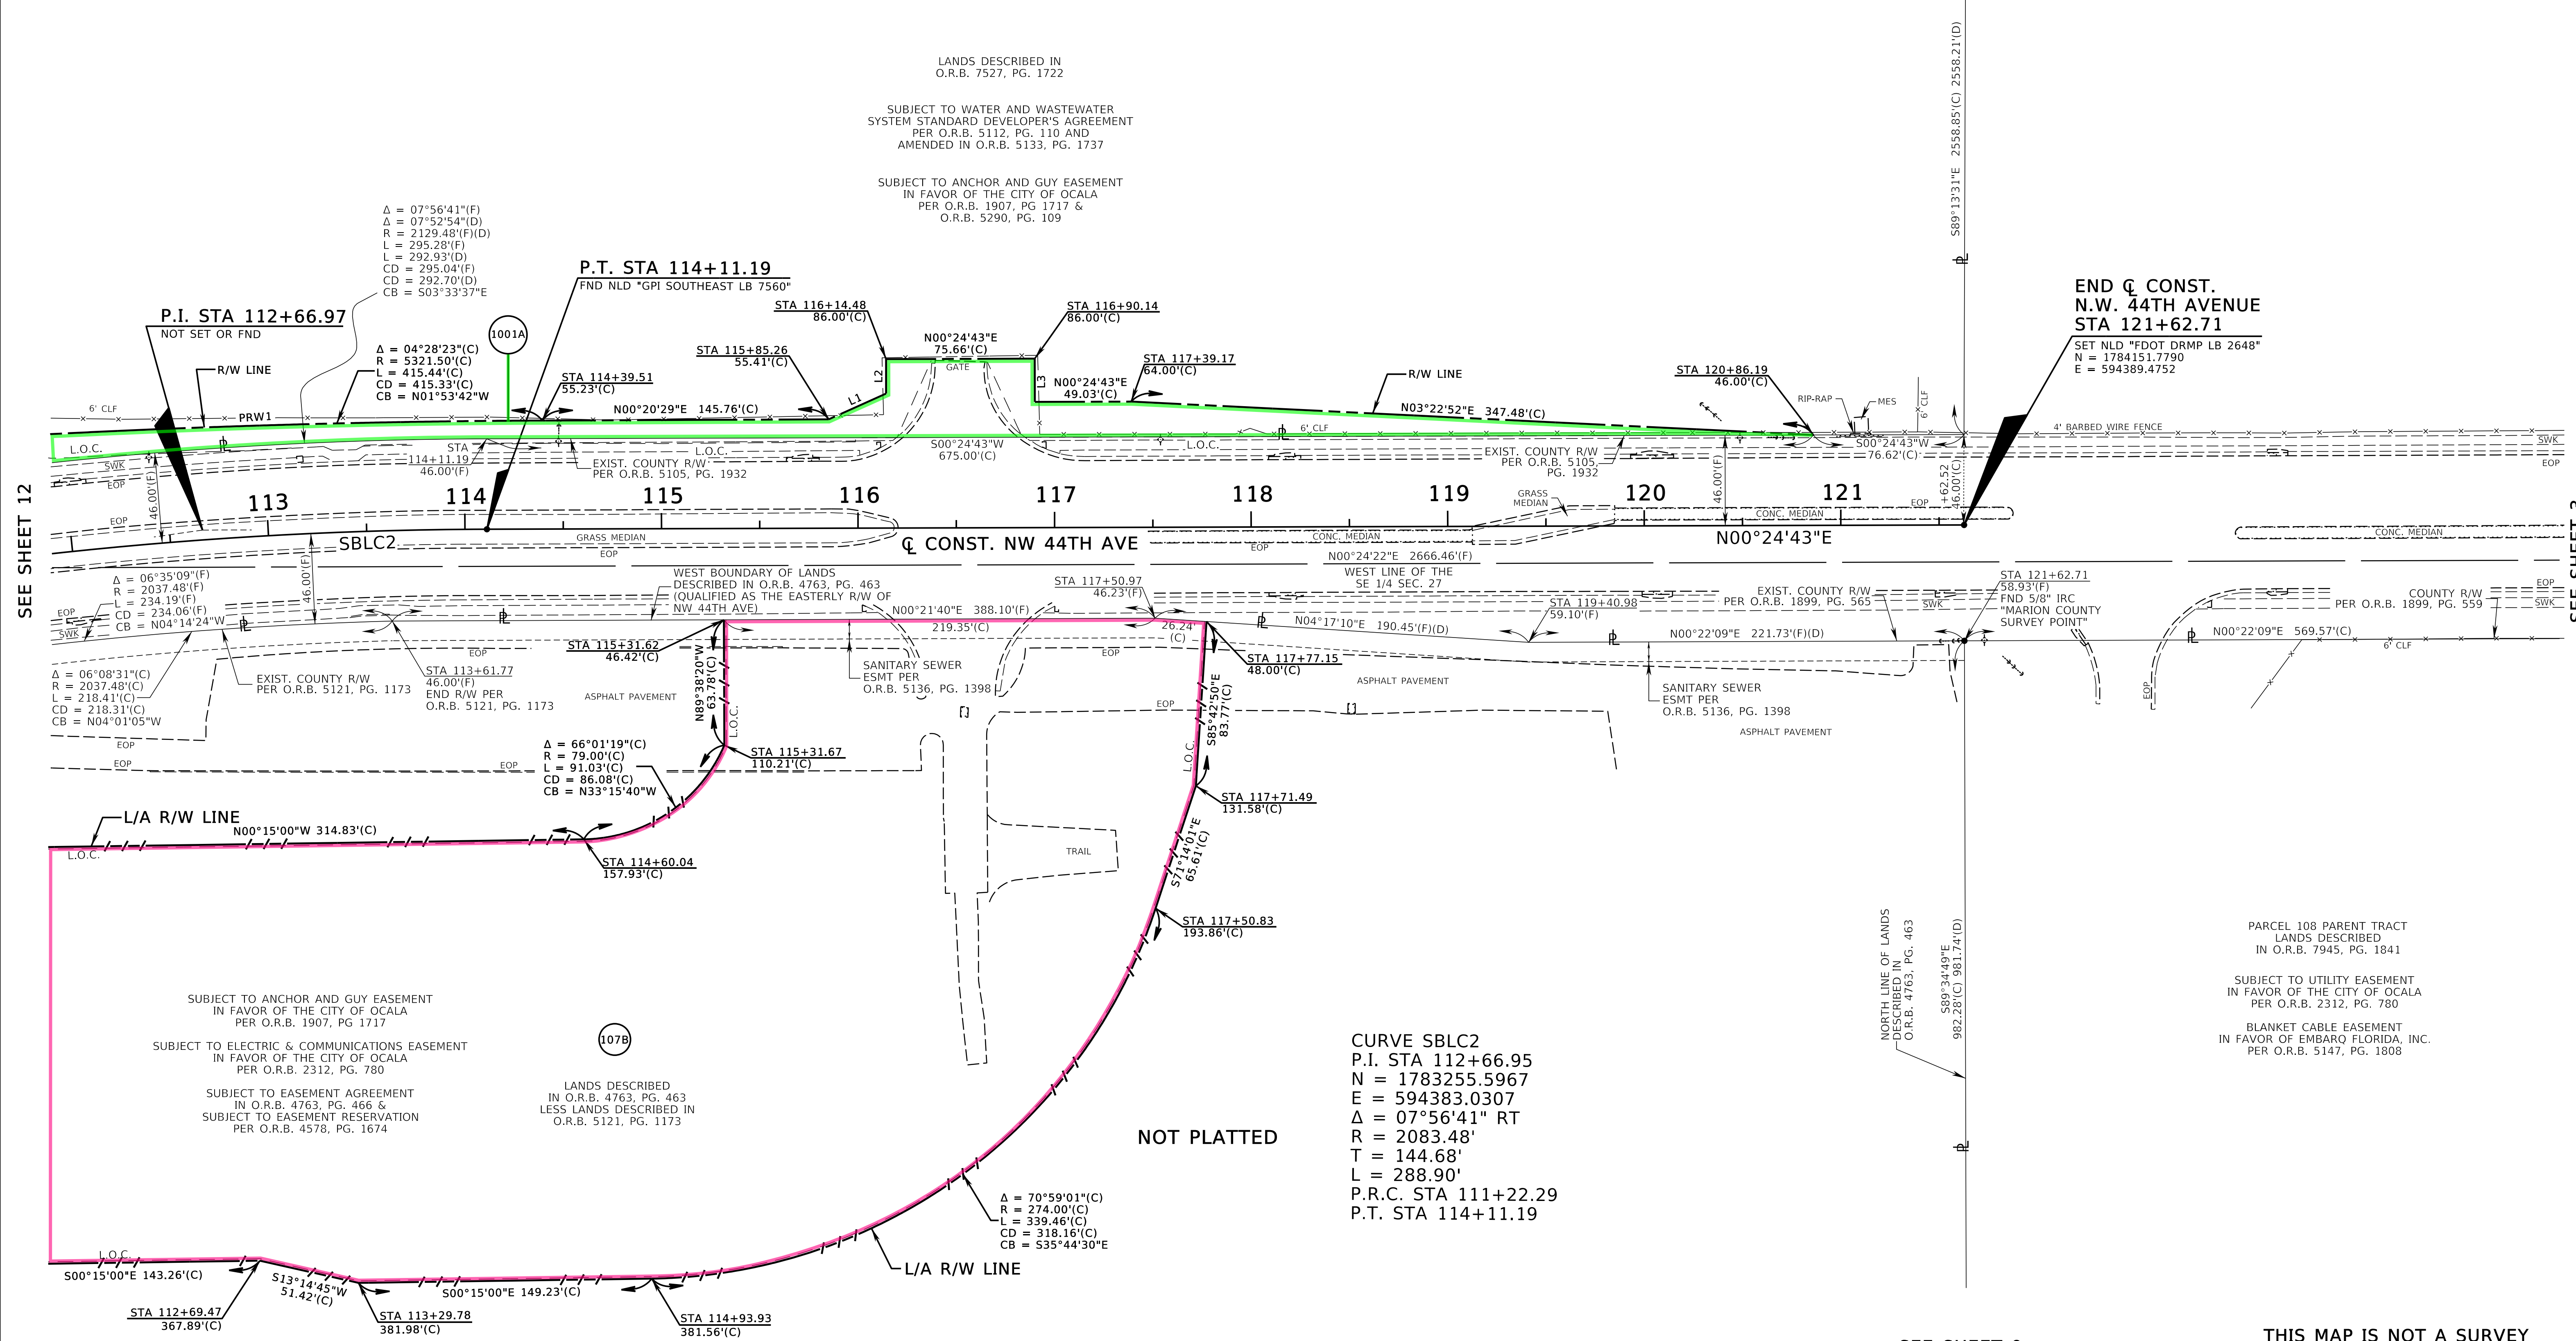 LANDS DESCRIBED IN
O.R.B. 7527, PG. 1722
SUBJECT TO WATER AND WASTEWATER
SYSTEM STANDARD DEVELOPER'S AGREEMENT
PER O.R.B. 5112, PG. 110 AND
AMENDED IN O.R.B. 5133, PG. 1737
SUBJECT TO ANCHOR AND GUY EASEMENT
IN FAVOR OF THE CITY OF OCALA
PER O.R.B. 1907, PG 1717 &
O.R.B. 5290, PG. 109
S89°13'31"E 2558.85'(C) 2558.21'(D)
Δ = 07°56'41"(F)
Δ = 07°52'54"(D)
R = 2129.48'(F)(D)
L = 295.28'(F)
L = 292.93'(D)
CD = 295.04'(F)
CD = 292.70'(D)
CB = S03°33'37"E
P.I. STA 112+66.97
NOT SET OR FND
P.T. STA 114+11.19
FND NLD "GPI SOUTHEAST LB 7560"
1001A
R/W LINE
Δ = 04°28'23"(C)
R = 5321.50'(C)
L = 415.44'(C)
CD = 415.33'(C)
CB = N01°53'42"W
STA 114+39.51
55.23'(C)
STA 115+85.26
55.41'(C)
STA 116+14.48
86.00'(C)
N00°24'43"E
75.66'(C)
GATE
STA 116+90.14
86.00'(C)
STA 117+39.17
64.00'(C)
N00°24'43"E
49.03'(C)
R/W LINE
STA 120+86.19
46.00'(C)
RIP-RAP
MES
6' CLF
END ℄ CONST.
N.W. 44TH AVENUE
STA 121+62.71
SET NLD "FDOT DRMP LB 2648"
N = 1784151.7790
E = 594389.4752
6' CLF
PRW1
N00°20'29"E 145.76'(C)
L1
L2
L3
N03°22'52"E 347.48'(C)
6' CLF
4' BARBED WIRE FENCE
SWK
EOP
L.O.C.
SWK
EOP
46.00'(F)
STA
114+11.19
46.00'(F)
L.O.C.
EXIST. COUNTY R/W
PER O.R.B. 5105, PG. 1932
S00°24'43"W
675.00'(C)
L.O.C.
EXIST. COUNTY R/W
PER O.R.B. 5105,
PG. 1932
46.00'(F)
S00°24'43"W
76.62'(C)
+62.52
46.00'(C)
SEE SHEET 12
113
114
115
116
117
118
119
120
121
EOP
SBLC2
GRASS MEDIAN
EOP
℄ CONST. NW 44TH AVE
EOP
CONC. MEDIAN
GRASS
MEDIAN
CONC. MEDIAN
EOP
N00°24'43"E
CONC. MEDIAN
N00°24'22"E 2666.46'(F)
WEST LINE OF THE
SE 1/4 SEC. 27
46.00'(F)
Δ = 06°35'09"(F)
R = 2037.48'(F)
L = 234.19'(F)
CD = 234.06'(F)
CB = N04°14'24"W
EOP
SWK
WEST BOUNDARY OF LANDS
DESCRIBED IN O.R.B. 4763, PG. 463
(QUALIFIED AS THE EASTERLY R/W OF
NW 44TH AVE)
N00°21'40"E 388.10'(F)
219.35'(C)
STA 117+50.97
46.23'(F)
26.24'
(C)
N04°17'10"E 190.45'(F)(D)
STA 119+40.98
59.10'(F)
EXIST. COUNTY R/W
PER O.R.B. 1899, PG. 565
SWK
N00°22'09"E 221.73'(F)(D)
STA 121+62.71
58.93'(F)
FND 5/8" IRC
"MARION COUNTY
SURVEY POINT"
COUNTY R/W
PER O.R.B. 1899, PG. 559
SWK
N00°22'09"E 569.57'(C)
6' CLF
EOP
Δ = 06°08'31"(C)
R = 2037.48'(C)
L = 218.41'(C)
CD = 218.31'(C)
CB = N04°01'05"W
EXIST. COUNTY R/W
PER O.R.B. 5121, PG. 1173
EOP
STA 113+61.77
46.00'(F)
END R/W PER
O.R.B. 5121, PG. 1173
STA 115+31.62
46.42'(C)
ASPHALT PAVEMENT
N89°38'20"W
63.78'(C)
L.O.C.
SANITARY SEWER
ESMT PER
O.R.B. 5136, PG. 1398
EOP
EOP
STA 117+77.15
48.00'(C)
ASPHALT PAVEMENT
S85°42'50"E
83.77'(C)
L.O.C.
SANITARY SEWER
ESMT PER
O.R.B. 5136, PG. 1398
ASPHALT PAVEMENT
EOP
EOP
EOP
Δ = 66°01'19"(C)
R = 79.00'(C)
L = 91.03'(C)
CD = 86.08'(C)
CB = N33°15'40"W
STA 115+31.67
110.21'(C)
STA 117+71.49
131.58'(C)
L/A R/W LINE
N00°15'00"W 314.83'(C)
L.O.C.
STA 114+60.04
157.93'(C)
TRAIL
S71°14'01"E
65.61'(C)
STA 117+50.83
193.86'(C)
NORTH LINE OF LANDS
DESCRIBED IN
O.R.B. 4763, PG. 463
S89°34'49"E
982.28'(C) 981.74'(D)
PARCEL 108 PARENT TRACT
LANDS DESCRIBED
IN O.R.B. 7945, PG. 1841
SUBJECT TO UTILITY EASEMENT
IN FAVOR OF THE CITY OF OCALA
PER O.R.B. 2312, PG. 780
BLANKET CABLE EASEMENT
IN FAVOR OF EMBARQ FLORIDA, INC.
PER O.R.B. 5147, PG. 1808
SUBJECT TO ANCHOR AND GUY EASEMENT
IN FAVOR OF THE CITY OF OCALA
PER O.R.B. 1907, PG 1717
SUBJECT TO ELECTRIC & COMMUNICATIONS EASEMENT
IN FAVOR OF THE CITY OF OCALA
PER O.R.B. 2312, PG. 780
SUBJECT TO EASEMENT AGREEMENT
IN O.R.B. 4763, PG. 466 &
SUBJECT TO EASEMENT RESERVATION
PER O.R.B. 4578, PG. 1674
107B
LANDS DESCRIBED
IN O.R.B. 4763, PG. 463
LESS LANDS DESCRIBED IN
O.R.B. 5121, PG. 1173
NOT PLATTED
CURVE SBLC2
P.I. STA 112+66.95
N = 1783255.5967
E = 594383.0307
Δ = 07°56'41" RT
R = 2083.48'
T = 144.68'
L = 288.90'
P.R.C. STA 111+22.29
P.T. STA 114+11.19
Δ = 70°59'01"(C)
R = 274.00'(C)
L = 339.46'(C)
CD = 318.16'(C)
CB = S35°44'30"E
L/A R/W LINE
L.O.C.
S00°15'00"E 143.26'(C)
S13°14'45"W
51.42'(C)
S00°15'00"E 149.23'(C)
STA 112+69.47
367.89'(C)
STA 113+29.78
381.98'(C)
STA 114+93.93
381.56'(C)
THIS MAP IS NOT A SURVEY